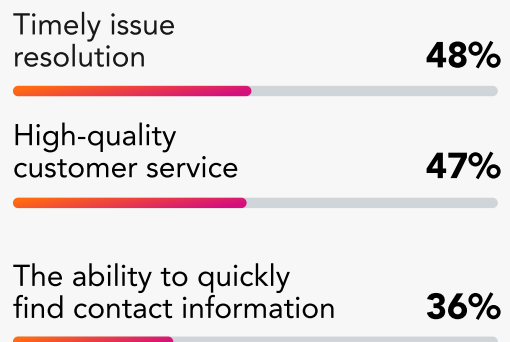 Timely issue
resolution
48%
High-quality
customer service
47%
The ability to quickly
find contact information
36%